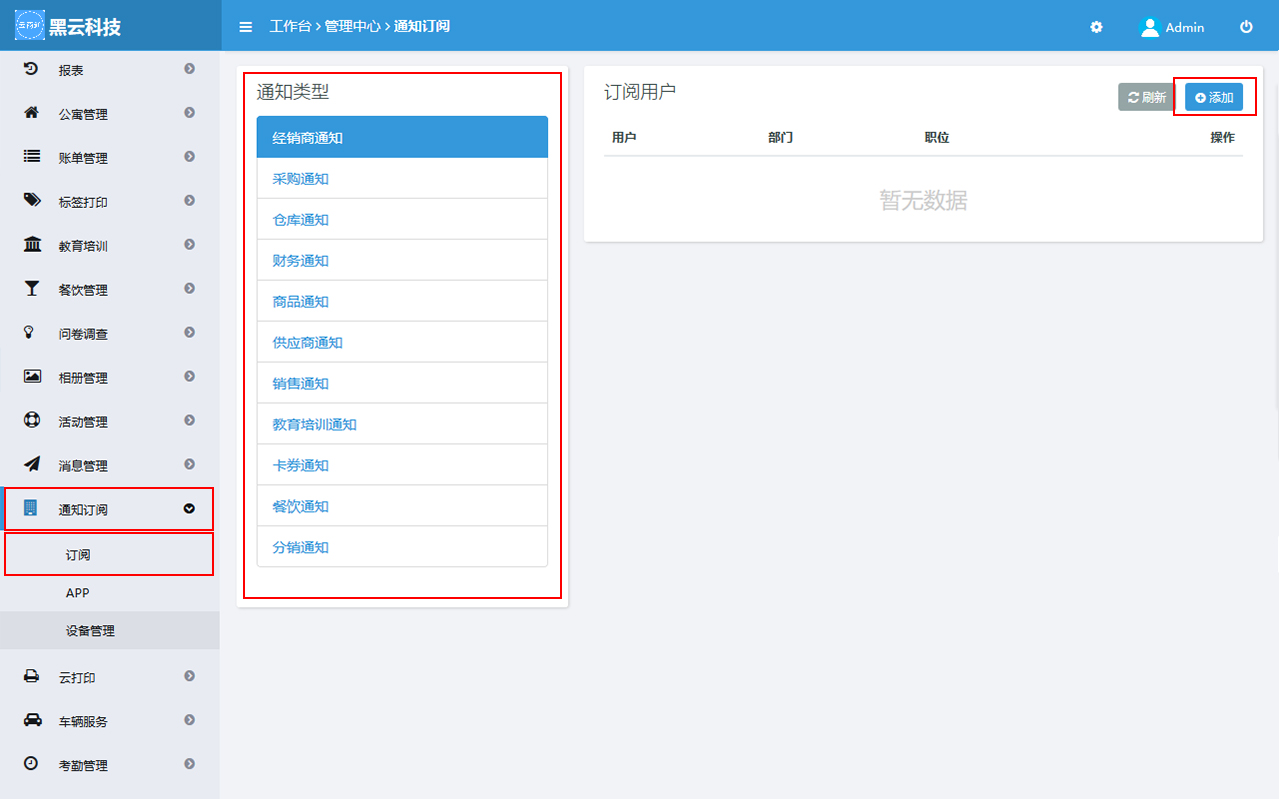 黑云科技
工作台 > 管理中心 > 通知订阅
Admin
报表
公寓管理
账单管理
标签打印
教育培训
餐饮管理
问卷调查
相册管理
活动管理
消息管理
通知订阅
订阅
APP
设备管理
云打印
车辆服务
考勤管理
通知类型
经销商通知
采购通知
仓库通知
财务通知
商品通知
供应商通知
销售通知
教育培训通知
卡券通知
餐饮通知
分销通知
订阅用户
刷新
添加
用户 部门 职位 操作
暂无数据